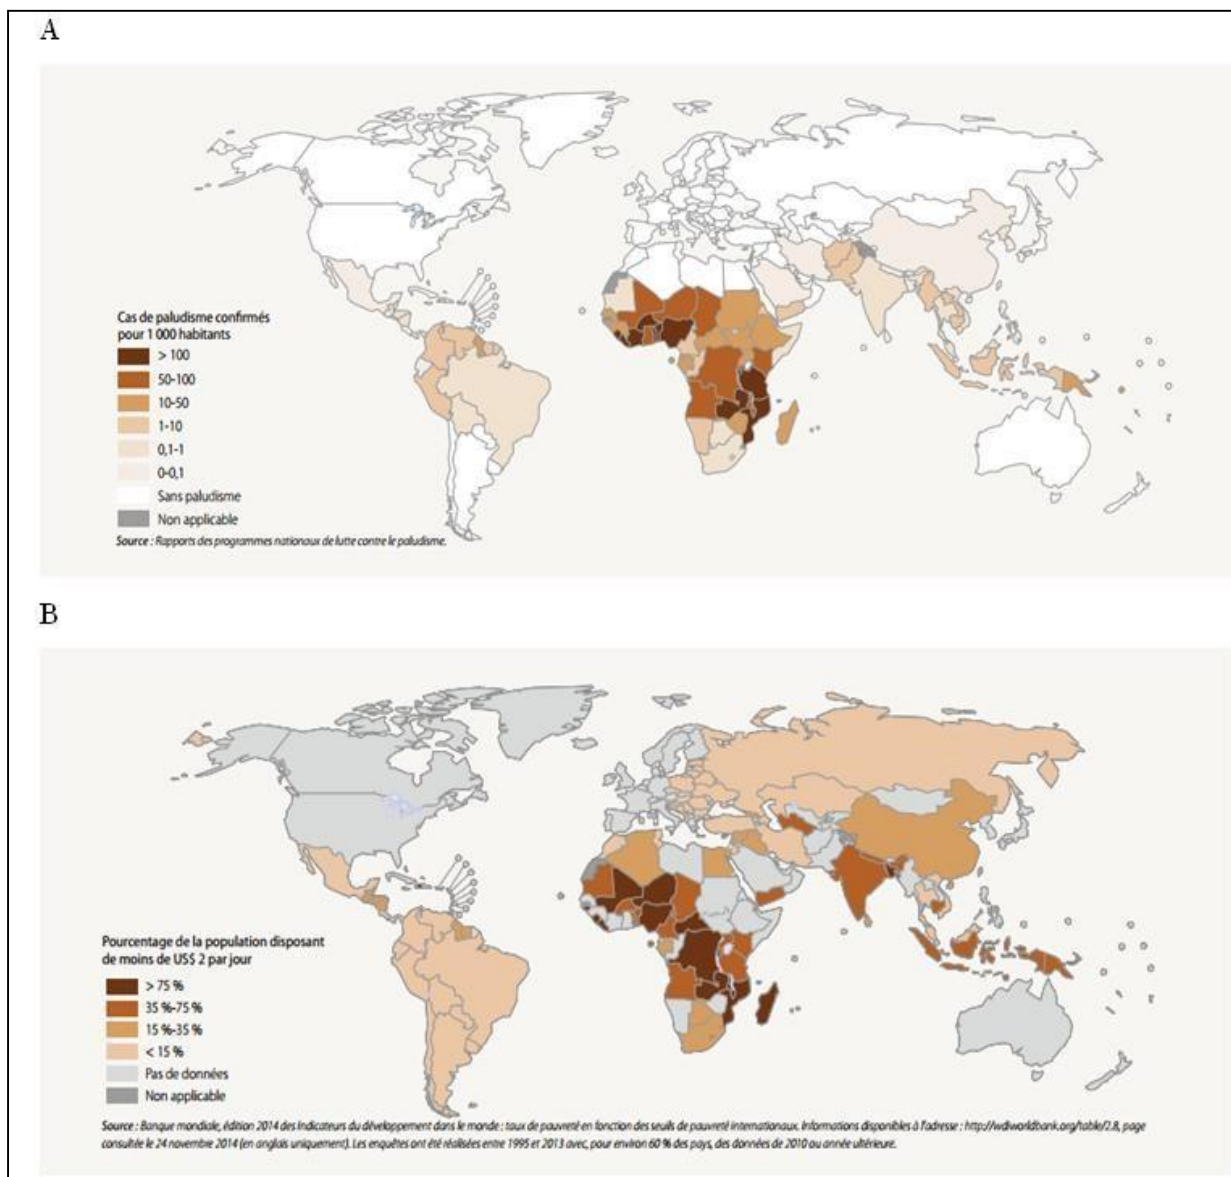 A
Cas de paludisme confirmés
pour 1 000 habitants
> 100
50-100
10-50
1-10
0,1-1
0-0,1
Sans paludisme
Non applicable
Source : Rapports des programmes nationaux de lutte contre le paludisme.
B
Pourcentage de la population disposant
de moins de US$ 2 par jour
> 75 %
35 %-75 %
15 %-35 %
< 15 %
Pas de données
Non applicable
Source : Banque mondiale, édition 2014 des Indicateurs du développement dans le monde : taux de pauvreté en fonction des seuils de pauvreté internationaux. Informations disponibles à l'adresse : http://wdiworldbank.org/table/2.8, page
consultée le 24 novembre 2014 (en anglais uniquement). Les enquêtes ont été réalisées entre 1995 et 2013 avec, pour environ 60 % des pays, des données de 2010 ou année ultérieure.